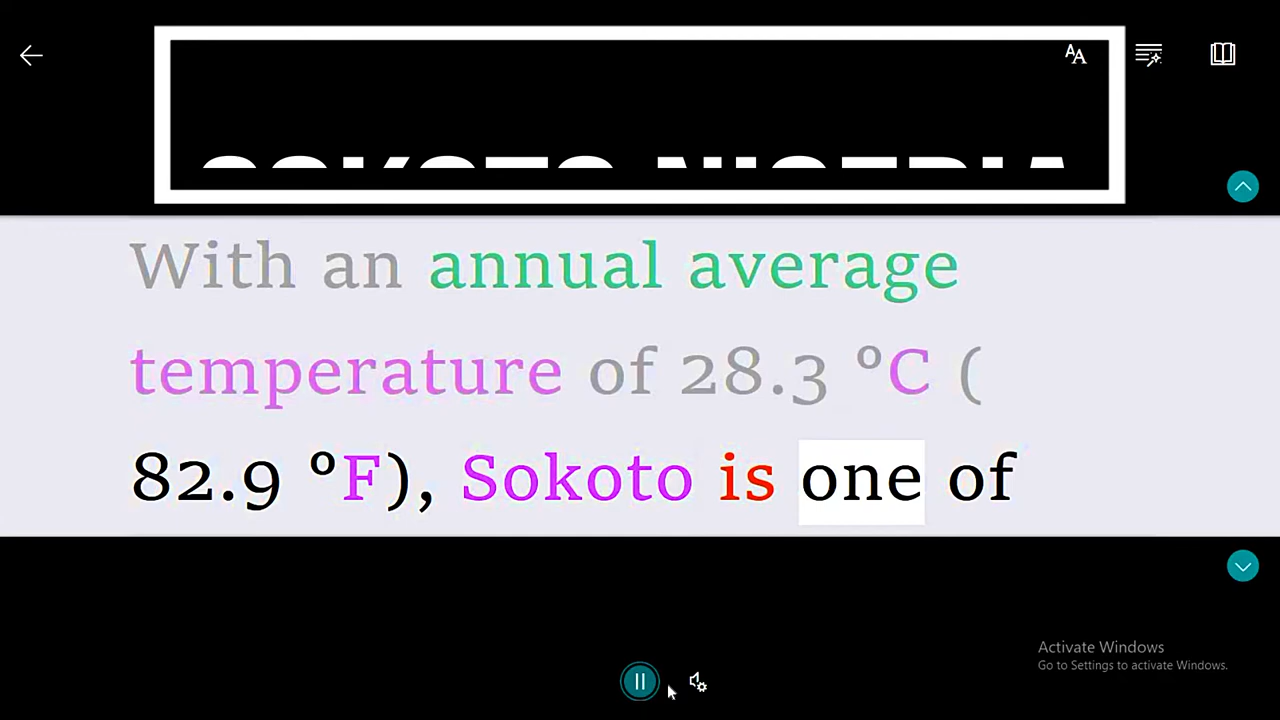 With an annual average
temperature of 28.3 °C (
82.9 °F), Sokoto is one of
Activate Windows
Go to Settings to activate Windows.